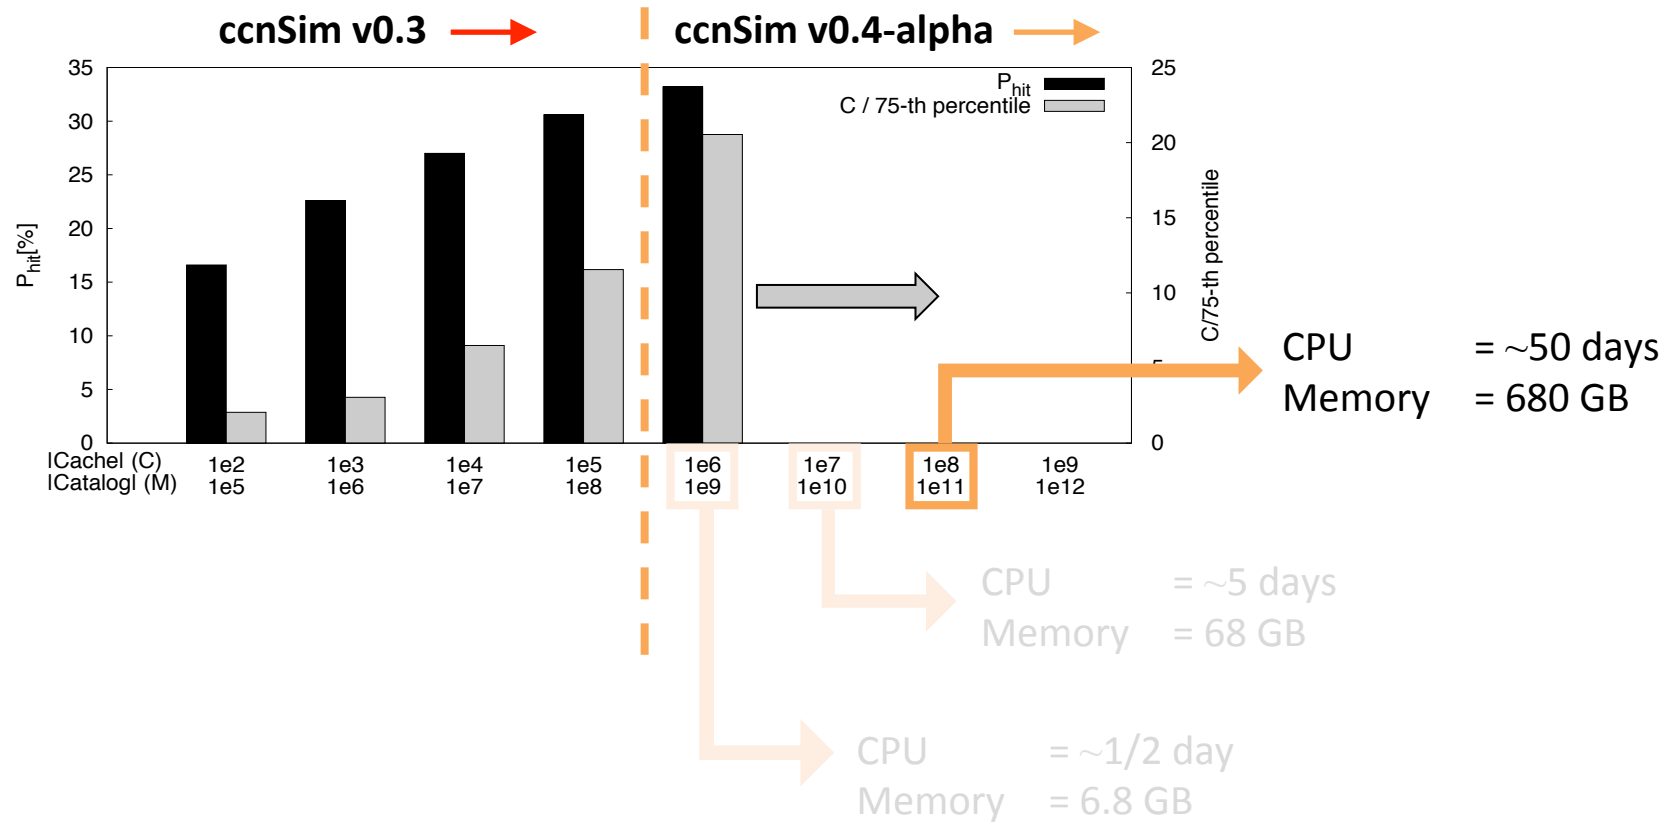 ccnSim v0.3
ccnSim v0.4-alpha
35
30
25
20
15
10
5
0
P_hit[%]
P_hit
C / 75-th percentile
25
20
15
10
5
0
C/75-th percentile
|Cache| (C) 1e2 1e3 1e4 1e5 1e6 1e7 1e8 1e9
|Catalog| (M) 1e5 1e6 1e7 1e8 1e9 1e10 1e11 1e12
CPU = ~50 days
Memory = 680 GB
CPU = ~5 days
Memory = 68 GB
CPU = ~1/2 day
Memory = 6.8 GB